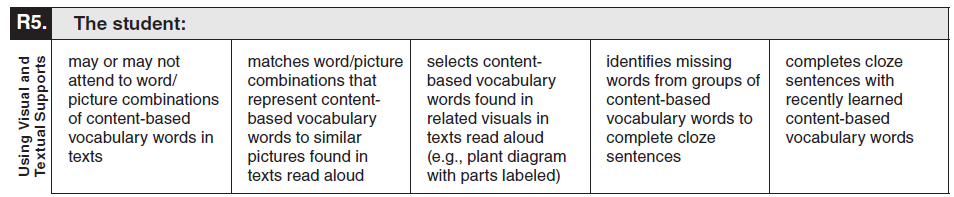 R5. The student:
Using Visual and
Textual Supports
may or may not
attend to word/
picture combinations
of content-based
vocabulary words in
texts
matches word/picture
combinations that
represent content-
based vocabulary
words to similar
pictures found in
texts read aloud
selects content-
based vocabulary
words found in
related visuals in
texts read aloud
(e.g., plant diagram
with parts labeled)
identifies missing
words from groups of
content-based
vocabulary words to
complete cloze
sentences
completes cloze
sentences with
recently learned
content-based
vocabulary words